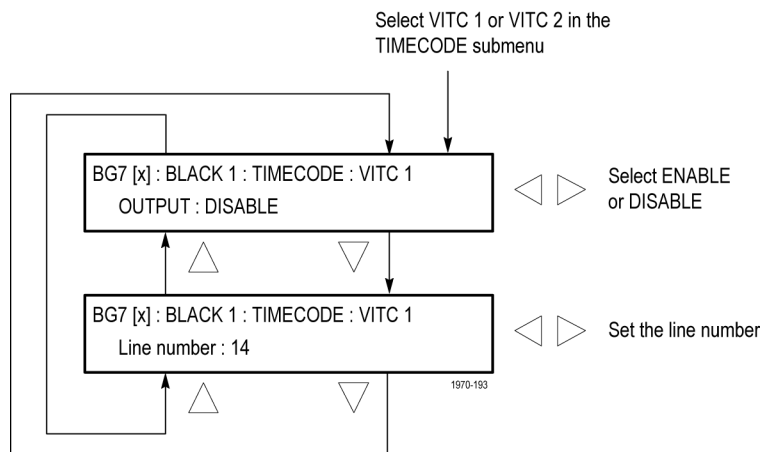 Select VITC 1 or VITC 2 in the
TIMECODE submenu
BG7 [x] : BLACK 1 : TIMECODE : VITC 1
OUTPUT : DISABLE
Select ENABLE
or DISABLE
BG7 [x] : BLACK 1 : TIMECODE : VITC 1
Line number : 14
Set the line number
1970-193